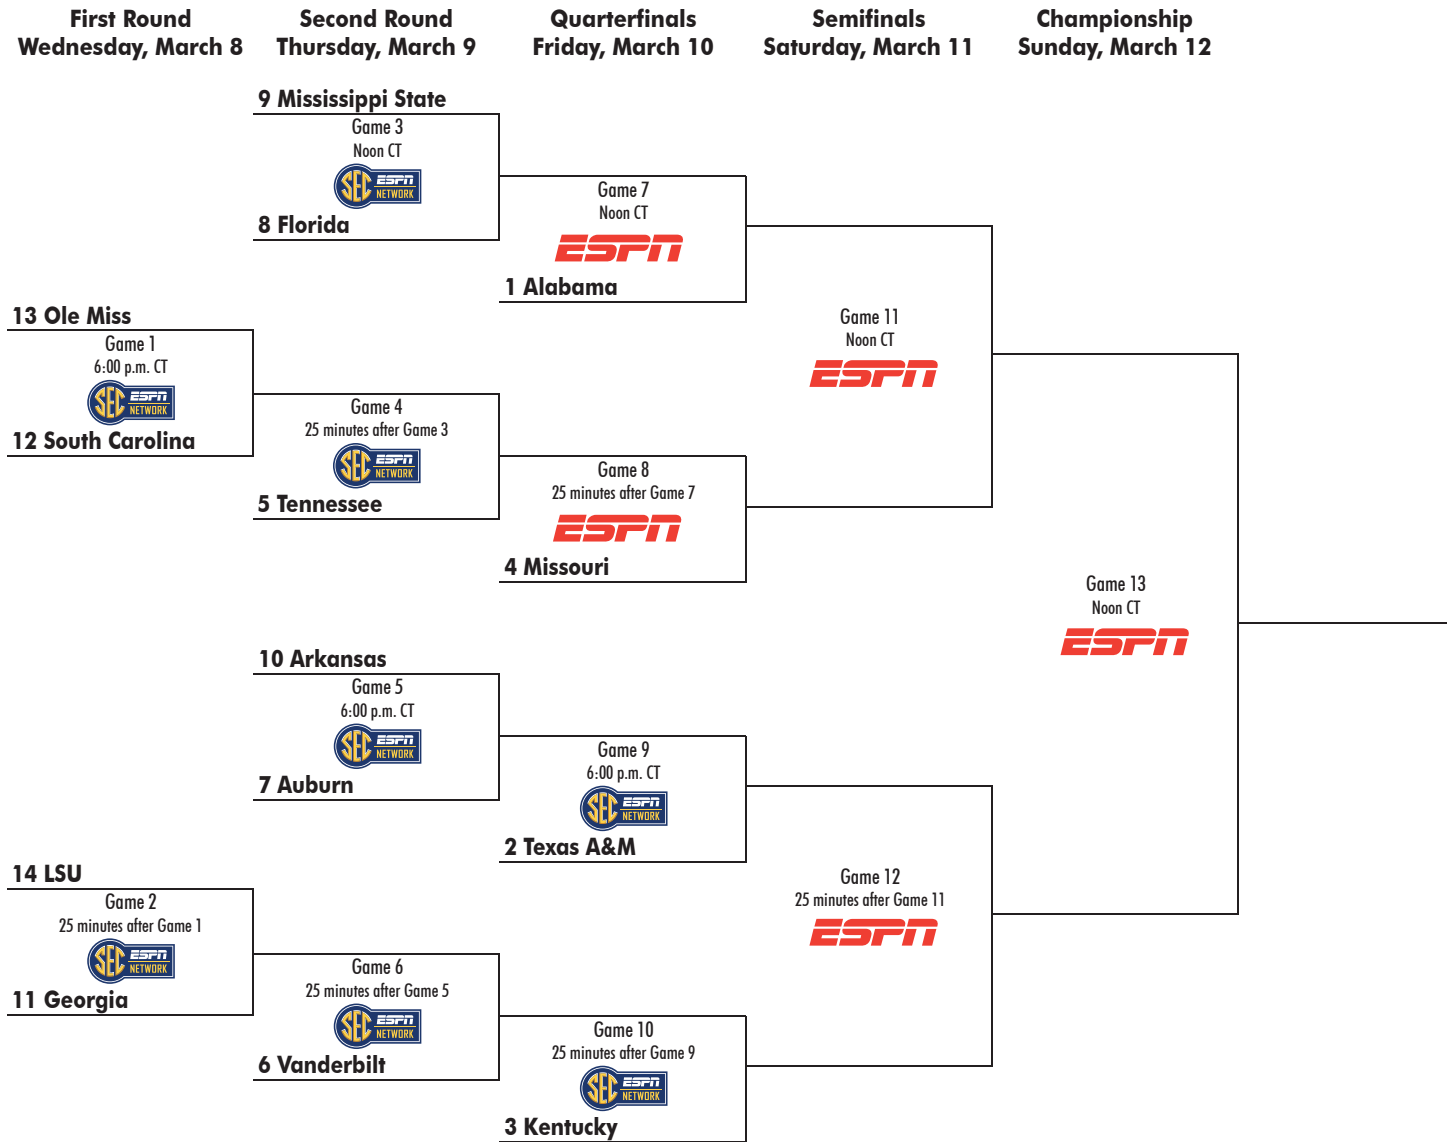 First Round
Wednesday, March 8
Second Round
Thursday, March 9
Quarterfinals
Friday, March 10
Semifinals
Saturday, March 11
Championship
Sunday, March 12
9 Mississippi State
Game 3
Noon CT
SEC ESPN NETWORK
8 Florida
Game 7
Noon CT
ESPN
1 Alabama
13 Ole Miss
Game 1
6:00 p.m. CT
SEC ESPN NETWORK
12 South Carolina
Game 4
25 minutes after Game 3
SEC ESPN NETWORK
5 Tennessee
Game 8
25 minutes after Game 7
ESPN
4 Missouri
Game 11
Noon CT
ESPN
Game 13
Noon CT
ESPN
10 Arkansas
Game 5
6:00 p.m. CT
SEC ESPN NETWORK
7 Auburn
Game 9
6:00 p.m. CT
SEC ESPN NETWORK
2 Texas A&M
14 LSU
Game 2
25 minutes after Game 1
SEC ESPN NETWORK
11 Georgia
Game 6
25 minutes after Game 5
SEC ESPN NETWORK
6 Vanderbilt
Game 10
25 minutes after Game 9
SEC ESPN NETWORK
3 Kentucky
Game 12
25 minutes after Game 11
ESPN